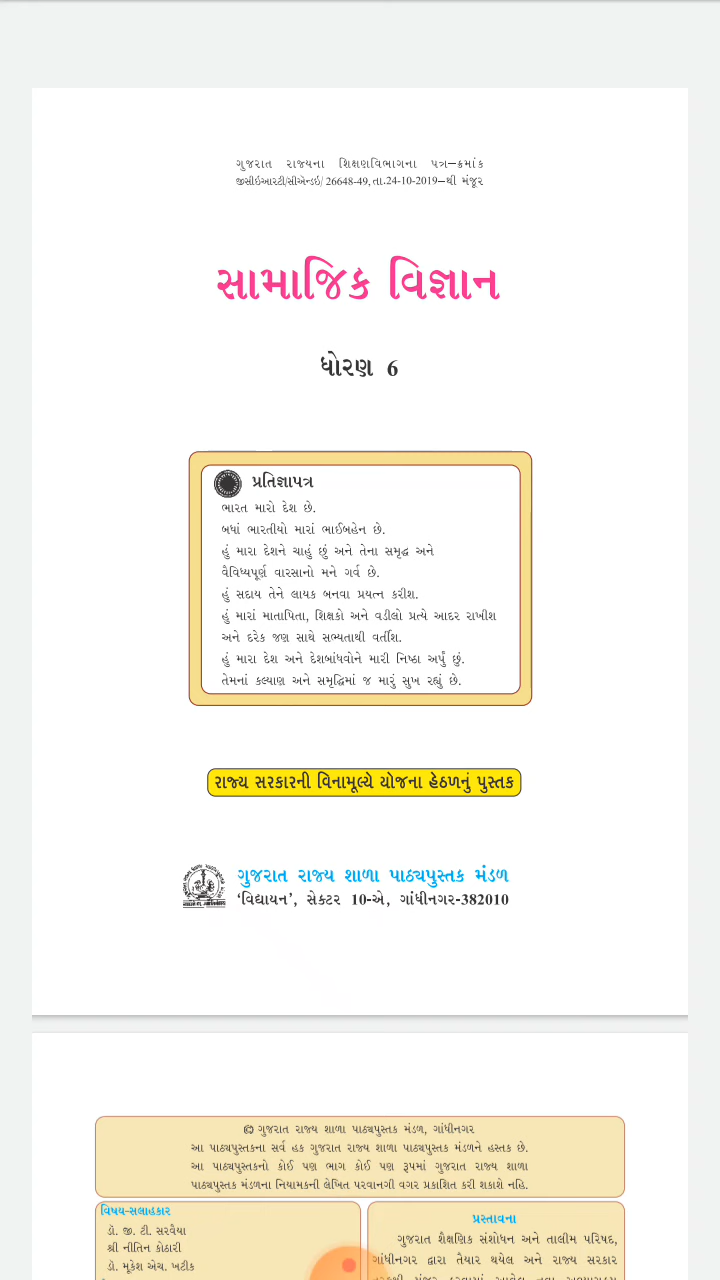 ગુજરાત રાજ્યના શિક્ષણવિભાગના પત્ર–ક્રમાંક
જીસીઇઆરટી/સીએન્ડઇ/ 26648-49, તા.24-10-2019–થી મંજૂર
સામાજિક વિજ્ઞાન
ધોરણ 6
પ્રતિજ્ઞાપત્ર
ભારત મારો દેશ છે.
બધાં ભારતીયો મારાં ભાઈબહેન છે.
હું મારા દેશને ચાહું છું અને તેના સમૃદ્ધ અને
વૈવિધ્યપૂર્ણ વારસાનો મને ગર્વ છે.
હું સદાય તેને લાયક બનવા પ્રયત્ન કરીશ.
હું મારાં માતાપિતા, શિક્ષકો અને વડીલો પ્રત્યે આદર રાખીશ
અને દરેક જણ સાથે સભ્યતાથી વર્તીશ.
હું મારા દેશ અને દેશબાંધવોને મારી નિષ્ઠા અર્પું છું.
તેમનાં કલ્યાણ અને સમૃદ્ધિમાં જ મારું સુખ રહ્યું છે.
રાજ્ય સરકારની વિનામૂલ્યે યોજના હેઠળનું પુસ્તક
ગુજરાત રાજ્ય શાળા પાઠ્યપુસ્તક મંડળ
‘વિદ્યાયન’, સેક્ટર 10-એ, ગાંધીનગર-382010
© ગુજરાત રાજ્ય શાળા પાઠ્યપુસ્તક મંડળ, ગાંધીનગર
આ પાઠ્યપુસ્તકના સર્વ હક ગુજરાત રાજ્ય શાળા પાઠ્યપુસ્તક મંડળને હસ્તક છે.
આ પાઠ્યપુસ્તકનો કોઈ પણ ભાગ કોઈ પણ રૂપમાં ગુજરાત રાજ્ય શાળા
પાઠ્યપુસ્તક મંડળના નિયામકની લેખિત પરવાનગી વગર પ્રકાશિત કરી શકાશે નહિ.
વિષય-સલાહકાર
ડૉ. જી. ટી. સરવૈયા
શ્રી નીતિન કોઠારી
ડૉ. મૂકેશ એચ. ખટીક
પ્રસ્તાવના
ગુજરાત શૈક્ષણિક સંશોધન અને તાલીમ પરિષદ,
ગાંધીનગર દ્વારા તૈયાર થયેલ અને રાજ્ય સરકાર